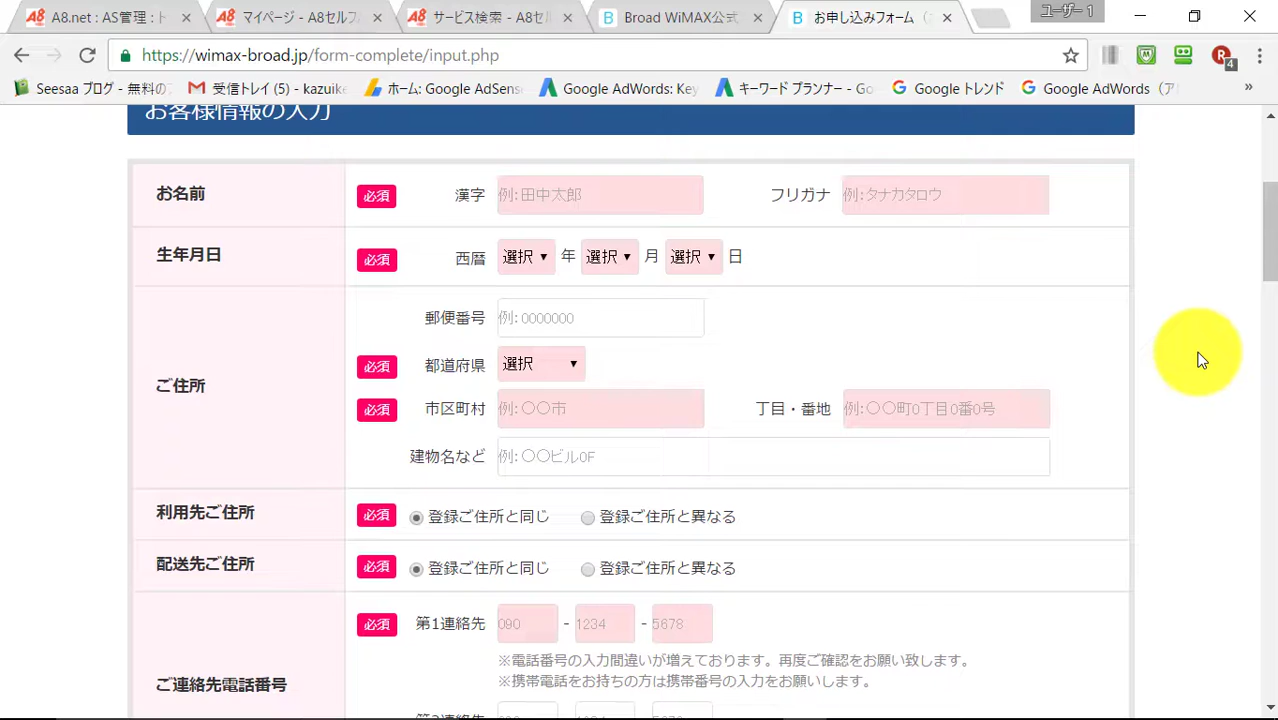 A8.net : AS管理 : ト
マイページ - A8セルフ
サービス検索 - A8セル
Broad WiMAX公式
お申し込みフォーム
ユーザー 1
https://wimax-broad.jp/form-complete/input.php
4
Seesaa ブログ - 無料の
受信トレイ (5) - kazuike
ホーム: Google AdSens
Google AdWords: Key
キーワード プランナー - Go
Google トレンド
Google AdWords （ア
»
お客様情報の入力
お名前 必須 漢字 例: 田中太郎 フリガナ 例: タナカタロウ
生年月日 必須 西暦 選択 年 選択 月 選択 日
郵便番号 例: 0000000
ご住所 必須 都道府県 選択
必須 市区町村 例: 〇〇市 丁目・番地 例: 〇〇町0丁目0番0号
建物名など 例: 〇〇ビル0F
利用先ご住所 必須 登録ご住所と同じ 登録ご住所と異なる
配送先ご住所 必須 登録ご住所と同じ 登録ご住所と異なる
必須 第1連絡先 090 - 1234 - 5678
※電話番号の入力間違いが増えております。再度ご確認をお願い致します。
※携帯電話をお持ちの方は携帯番号の入力をお願いします。
ご連絡先電話番号